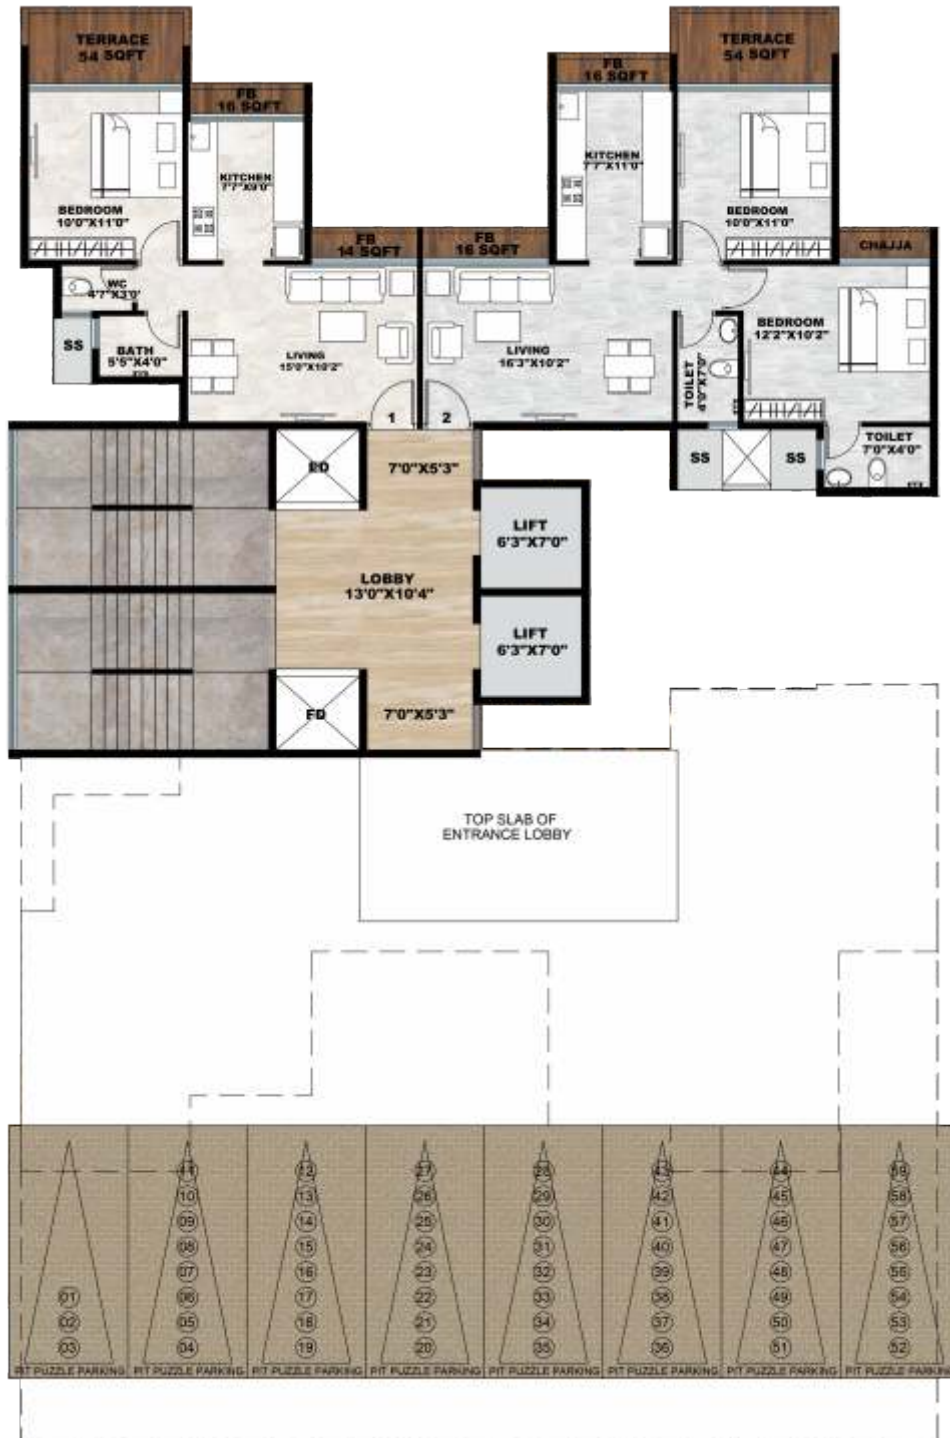 TERRACE
54 SQFT
TERRACE
54 SQFT
FB
16 SQFT
FB
16 SQFT
BEDROOM
10'0"X11'0"
KITCHEN
7'7"X9'0"
KITCHEN
7'7"X11'0"
BEDROOM
10'0"X11'0"
FB
14 SQFT
FB
16 SQFT
CHAJJA
WC
4'7"X3'0"
SS
BATH
5'5"X4'0"
LIVING
15'0"X10'2"
LIVING
16'3"X10'2"
TOILET
4'0"X7'0"
BEDROOM
12'2"X10'2"
1
2
SS
SS
TOILET
7'0"X4'0"
ED
7'0"X5'3"
LIFT
6'3"X7'0"
LOBBY
13'0"X10'4"
LIFT
6'3"X7'0"
FD
7'0"X5'3"
TOP SLAB OF
ENTRANCE LOBBY
11 12 27 28 43 44 59
10 13 26 29 42 45 58
09 14 25 30 41 46 57
08 15 24 31 40 47 56
07 16 23 32 39 48 55
01 06 17 22 33 38 49 54
02 05 18 21 34 37 50 53
03 04 19 20 35 36 51 52
PIT PUZZLE PARKING PIT PUZZLE PARKING PIT PUZZLE PARKING PIT PUZZLE PARKING PIT PUZZLE PARKING PIT PUZZLE PARKING PIT PUZZLE PARKING PIT PUZZLE PARKING